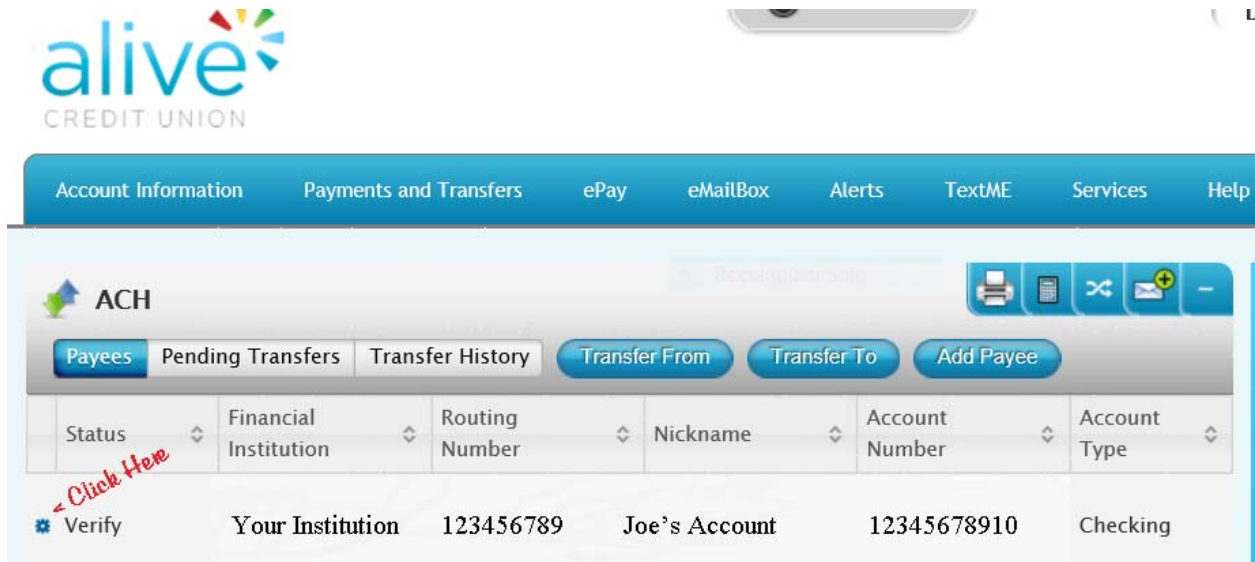 alive
CREDIT UNION
Account Information Payments and Transfers ePay eMailBox Alerts TextME Services Help
ACH
Payees Pending Transfers Transfer History Transfer From Transfer To Add Payee
Status Financial Institution Routing Number Nickname Account Number Account Type
Click Here
Verify Your Institution 123456789 Joe's Account 12345678910 Checking